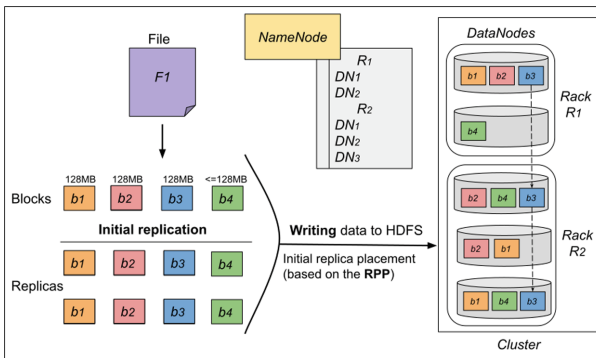 File
F1
NameNode
R1
DN1
DN2
R2
DN1
DN2
DN3
128MB 128MB 128MB <=128MB
Blocks b1 b2 b3 b4
Initial replication
b1 b2 b3 b4
Replicas
b1 b2 b3 b4
Writing data to HDFS
Initial replica placement
(based on the RPP)
DataNodes
b1 b2 b3
Rack
R1
b4
b2 b4 b3
Rack
R2
b2 b1
b1 b4 b3
Cluster